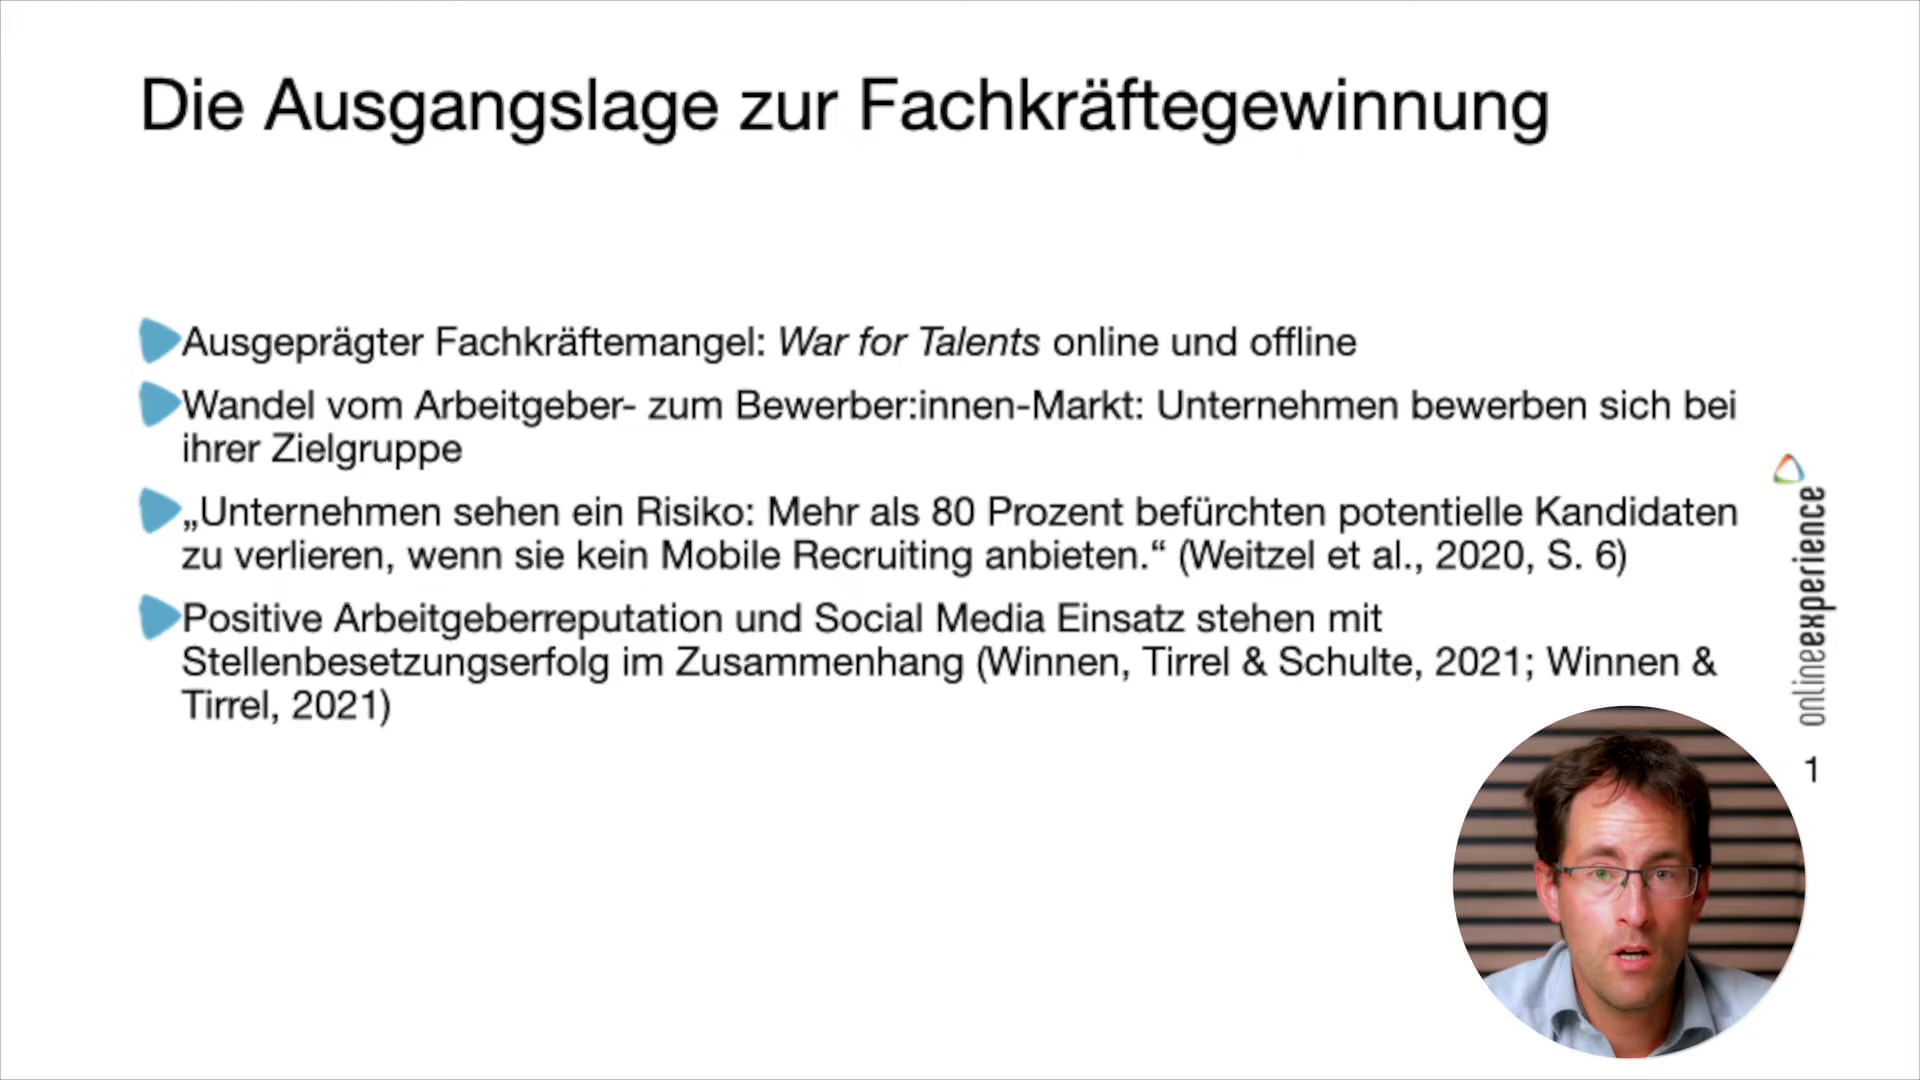 Die Ausgangslage zur Fachkräftegewinnung
Ausgeprägter Fachkräftemangel: War for Talents online und offline
Wandel vom Arbeitgeber- zum Bewerber:innen-Markt: Unternehmen bewerben sich bei
ihrer Zielgruppe
„Unternehmen sehen ein Risiko: Mehr als 80 Prozent befürchten potentielle Kandidaten
zu verlieren, wenn sie kein Mobile Recruiting anbieten.“ (Weitzel et al., 2020, S. 6)
Positive Arbeitgeberreputation und Social Media Einsatz stehen mit
Stellenbesetzungserfolg im Zusammenhang (Winnen, Tirrel & Schulte, 2021; Winnen &
Tirrel, 2021)
onlineexperience
1